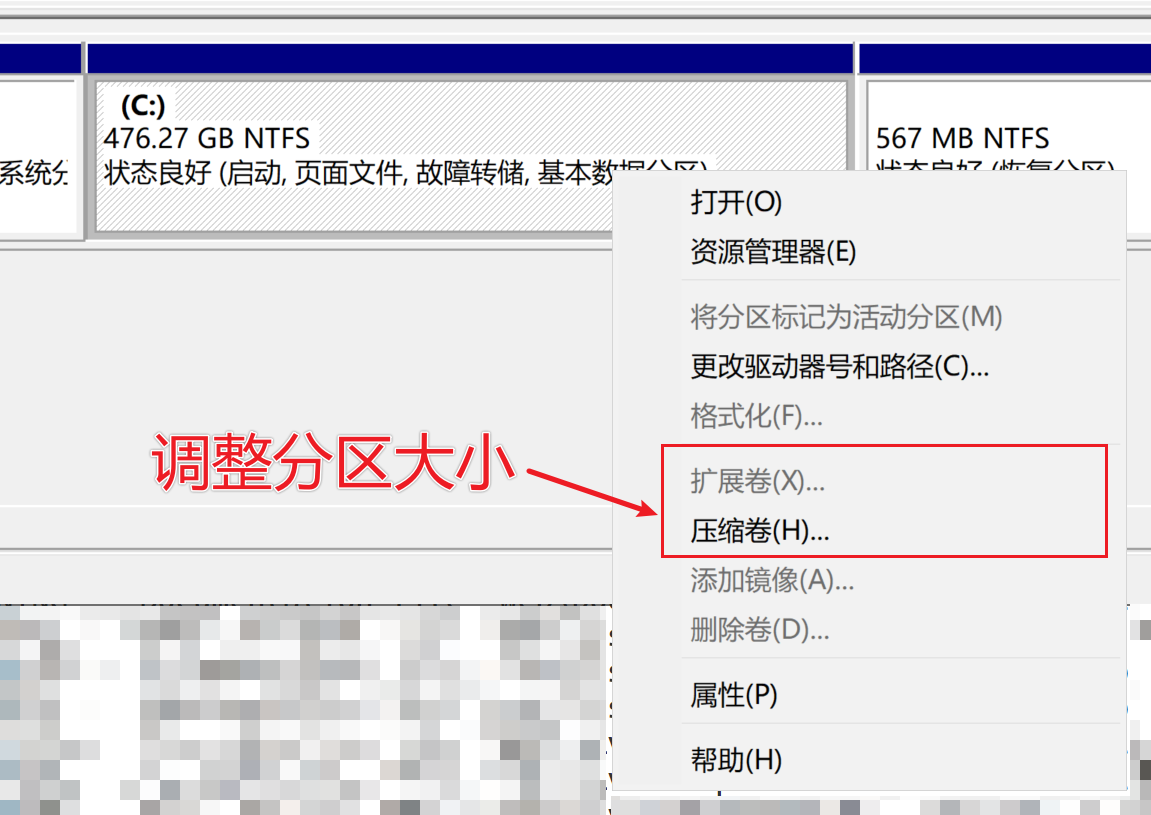 (C:)
476.27 GB NTFS
状态良好 (启动, 页面文件, 故障转储, 基本数据分区)
系统分
567 MB NTFS
状态良好 (恢复分区)
打开(O)
资源管理器(E)
将分区标记为活动分区(M)
更改驱动器号和路径(C)...
格式化(F)...
调整分区大小
扩展卷(X)...
压缩卷(H)...
添加镜像(A)...
删除卷(D)...
属性(P)
帮助(H)